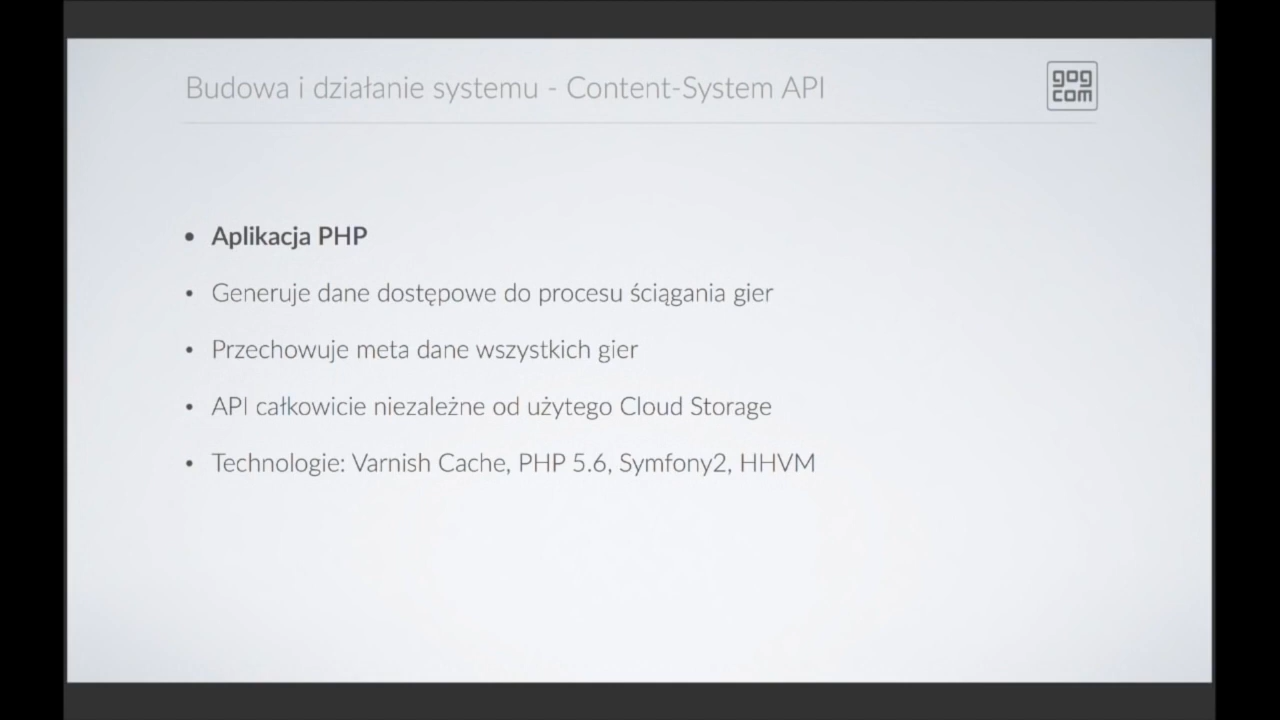 Budowa i działanie systemu - Content-System API
gog
com
• Aplikacja PHP
• Generuje dane dostępowe do procesu ściągania gier
• Przechowuje meta dane wszystkich gier
• API całkowicie niezależne od użytego Cloud Storage
• Technologie: Varnish Cache, PHP 5.6, Symfony2, HHVM